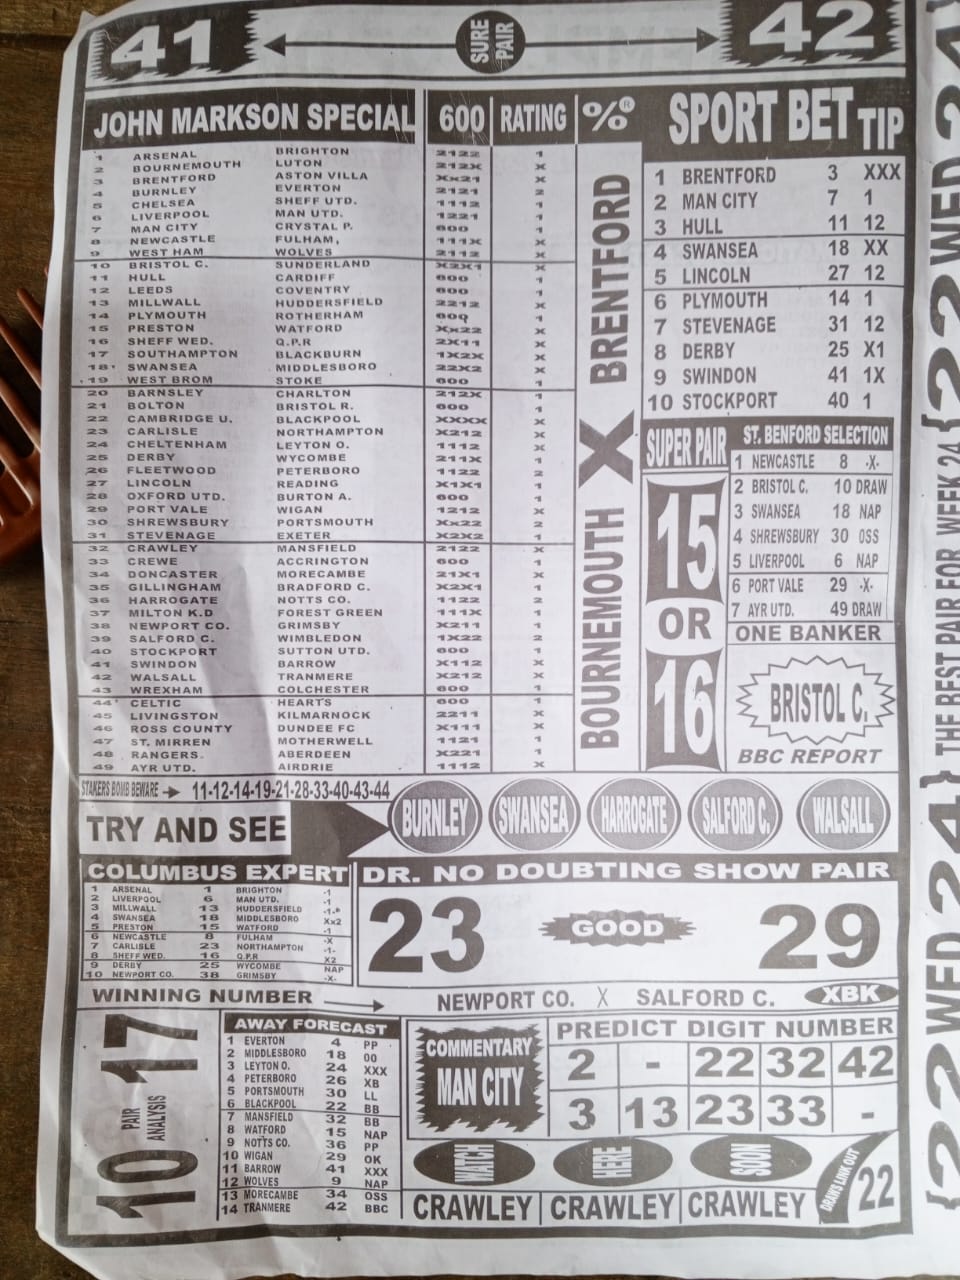 41 SURE PAIR 42
JOHN MARKSON SPECIAL 600 RATING %®
1 ARSENAL BRIGHTON 2122 1
2 BOURNEMOUTH LUTON 212X 1
3 BRENTFORD ASTON VILLA Xx21 X
4 BURNLEY EVERTON 2121 2
5 CHELSEA SHEFF UTD. 1112 1
6 LIVERPOOL MAN UTD. 1221 1
7 MAN CITY CRYSTAL P. 600 1
8 NEWCASTLE FULHAM, 111X X
9 WEST HAM WOLVES 2112 X
10 BRISTOL C. SUNDERLAND X2X1 X
11 HULL CARDIFF 600 1
12 LEEDS COVENTRY 600 1
13 MILLWALL HUDDERSFIELD 2212 X
14 PLYMOUTH ROTHERHAM 600 1
15 PRESTON WATFORD Xx22 X
16 SHEFF WED. Q.P.R 2X11 X
17 SOUTHAMPTON BLACKBURN 1X2X X
18 SWANSEA MIDDLESBORO 22X2 X
19 WEST BROM STOKE 600 1
20 BARNSLEY CHARLTON 212X 1
21 BOLTON BRISTOL R. 600 1
22 CAMBRIDGE U. BLACKPOOL XXXX X
23 CARLISLE NORTHAMPTON X212 X
24 CHELTENHAM LEYTON O. 1112 X
25 DERBY WYCOMBE 211X 1
26 FLEETWOOD PETERBORO 1122 2
27 LINCOLN READING X1X1 1
28 OXFORD UTD. BURTON A. 600 1
29 PORT VALE WIGAN 1212 X
30 SHREWSBURY PORTSMOUTH Xx22 2
31 STEVENAGE EXETER X2X2 1
32 CRAWLEY MANSFIELD 2122 X
33 CREWE ACCRINGTON 600 1
34 DONCASTER MORECAMBE 21X1 X
35 GILLINGHAM BRADFORD C. X2X1 X
36 HARROGATE NOTTS CO. 1122 2
37 MILTON K.D FOREST GREEN 111X 1
38 NEWPORT CO. GRIMSBY X211 X
39 SALFORD C. WIMBLEDON 1X22 2
40 STOCKPORT SUTTON UTD. 600 1
41 SWINDON BARROW X112 X
42 WALSALL TRANMERE X212 X
43 WREXHAM COLCHESTER 600 1
44 CELTIC HEARTS 600 1
45 LIVINGSTON KILMARNOCK 2211 X
46 ROSS COUNTY DUNDEE FC X111 X
47 ST. MIRREN MOTHERWELL 1121 1
48 RANGERS. ABERDEEN X221 1
49 AYR UTD. AIRDRIE 1112 X
BOURNEMOUTH X BRENTFORD
SPORT BET TIP
1 BRENTFORD 3 XXX
2 MAN CITY 7 1
3 HULL 11 12
4 SWANSEA 18 XX
5 LINCOLN 27 12
6 PLYMOUTH 14 1
7 STEVENAGE 31 12
8 DERBY 25 X1
9 SWINDON 41 1X
10 STOCKPORT 40 1
SUPER PAIR
15
OR
16
ST. BENFORD SELECTION
1 NEWCASTLE 8 -X-
2 BRISTOL C. 10 DRAW
3 SWANSEA 18 NAP
4 SHREWSBURY 30 OSS
5 LIVERPOOL 6 NAP
6 PORT VALE 29 -X-
7 AYR UTD. 49 DRAW
ONE BANKER
BRISTOL C.
BBC REPORT
STAKERS BOMB BEWARE 11-12-14-19-21-28-33-40-43-44
TRY AND SEE BURNLEY SWANSEA HARROGATE SALFORD C. WALSALL
COLUMBUS EXPERT
1 ARSENAL 1 BRIGHTON -1
2 LIVERPOOL 6 MAN UTD. -1
3 MILLWALL 13 HUDDERSFIELD
4 SWANSEA 18 MIDDLESBORO Xx2
5 PRESTON 15 WATFORD -1
6 NEWCASTLE 8 FULHAM -X
7 CARLISLE 23 NORTHAMPTON -1-
8 SHEFF WED. 16 Q.P.R X2
9 DERBY 25 WYCOMBE NAP
10 NEWPORT CO. 38 GRIMSBY -X-
DR. NO DOUBTING SHOW PAIR
23 GOOD 29
WINNING NUMBER NEWPORT CO. X SALFORD C. XBK
10 PAIR ANALYSIS 17
AWAY FORECAST
1 EVERTON 4 PP
2 MIDDLESBORO 18 OO
3 LEYTON O. 24 XXX
4 PETERBORO 26 XB
5 PORTSMOUTH 30 LL
6 BLACKPOOL 22 BB
7 MANSFIELD 32 BB
8 WATFORD 15 NAP
9 NOTTS CO. 36 PP
10 WIGAN 29 OK
11 BARROW 41 XXX
12 WOLVES 9 NAP
13 MORECAMBE 34 OSS
14 TRANMERE 42 BBC
COMMENTARY
MAN CITY
PREDICT DIGIT NUMBER
2 - 22 32 42
3 13 23 33 -
WATCH HERE SOON
CRAWLEY CRAWLEY CRAWLEY
7 DRAWS LINK OUT 22
THE BEST PAIR FOR WEEK 24
22 WED 24
22 WED 2